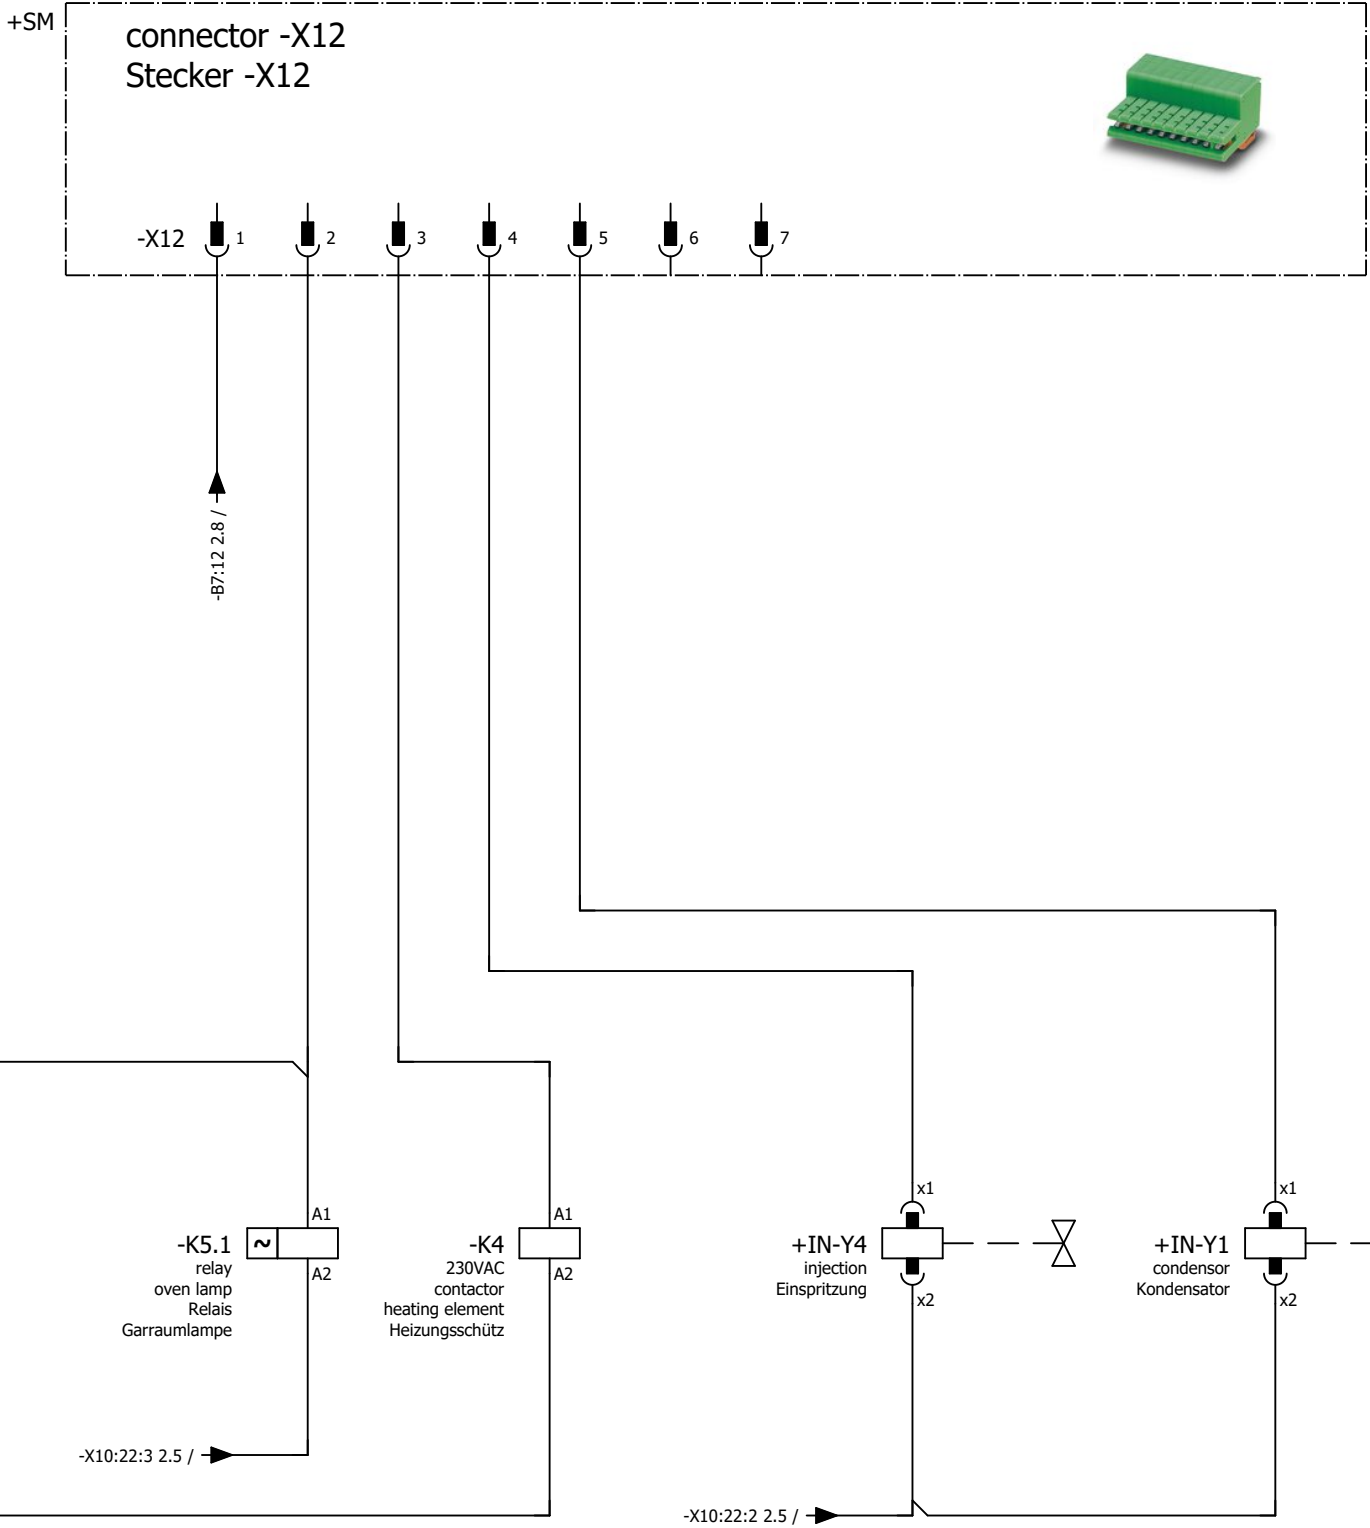 +SM
connector -X12
Stecker -X12
-X12 1 2 3 4 5 6 7
-B7:12 2.8 /
x1 x1
A1 A1
-K5.1 ~
relay
oven lamp
Relais
Garraumlampe
A2
-K4
230VAC
contactor
heating element
Heizungsschütz
A2
+IN-Y4
injection
Einspritzung
x2
+IN-Y1
condensor
Kondensator
x2
-X10:22:3 2.5 /
-X10:22:2 2.5 /